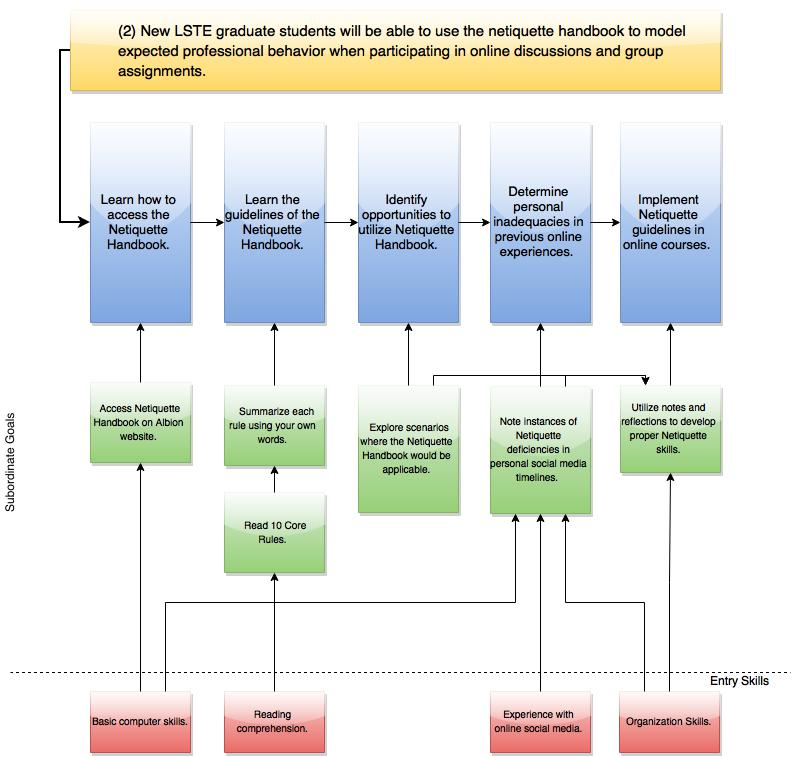 (2) New LSTE graduate students will be able to use the netiquette handbook to model
expected professional behavior when participating in online discussions and group
assignments.
Learn how to
access the
Netiquette
Handbook.
Learn the
guidelines of the
Netiquette
Handbook.
Identify
opportunities to
utilize Netiquette
Handbook.
Determine
personal
inadequacies in
previous online
experiences.
Implement
Netiquette
guidelines in
online courses.
Subordinate Goals
Access Netiquette
Handbook on Albion
website.
Summarize each
rule using your own
words.
Explore scenarios
where the Netiquette
Handbook would be
applicable.
Note instances of
Netiquette
deficiencies in
personal social media
timelines.
Utilize notes and
reflections to develop
proper Netiquette
skills.
Read 10 Core
Rules.
Entry Skills
Basic computer skills.
Reading
comprehension.
Experience with
online social media.
Organization Skills.